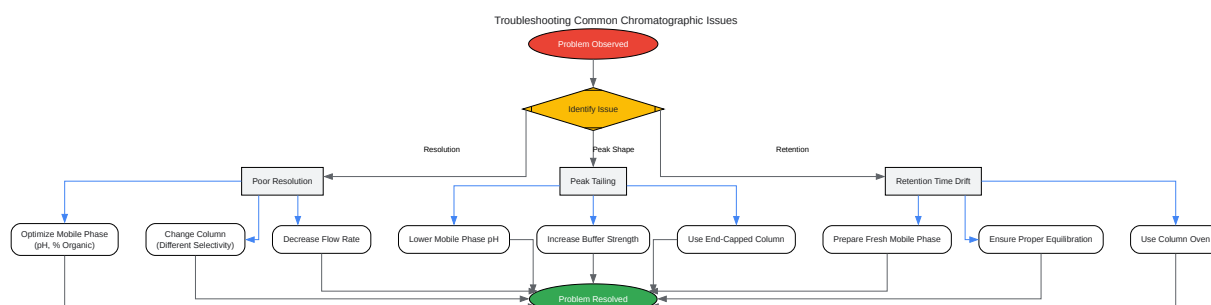 Troubleshooting Common Chromatographic Issues
Problem Observed
Identify Issue
Resolution
Peak Shape
Retention
Poor Resolution
Peak Tailing
Retention Time Drift
Optimize Mobile Phase
(pH, % Organic)
Change Column
(Different Selectivity)
Decrease Flow Rate
Lower Mobile Phase pH
Increase Buffer Strength
Use End-Capped Column
Prepare Fresh Mobile Phase
Ensure Proper Equilibration
Use Column Oven
Problem Resolved